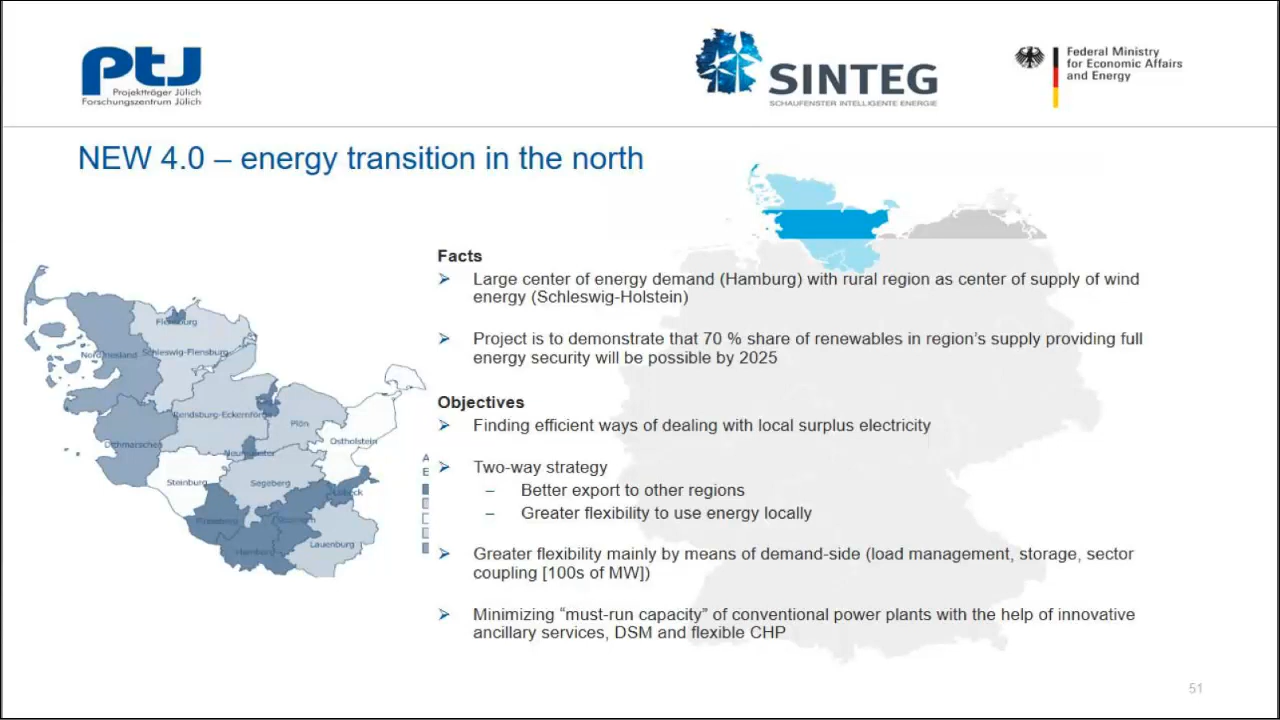 ptJ
Projektträger Jülich
Forschungszentrum Jülich
SINTEG
SCHAUFENSTER INTELLIGENTE ENERGIE
Federal Ministry
for Economic Affairs
and Energy
NEW 4.0 – energy transition in the north
Facts
Large center of energy demand (Hamburg) with rural region as center of supply of wind
energy (Schleswig-Holstein)
Project is to demonstrate that 70 % share of renewables in region’s supply providing full
energy security will be possible by 2025
Objectives
Finding efficient ways of dealing with local surplus electricity
Two-way strategy
– Better export to other regions
– Greater flexibility to use energy locally
Greater flexibility mainly by means of demand-side (load management, storage, sector
coupling [100s of MW])
Minimizing “must-run capacity” of conventional power plants with the help of innovative
ancillary services, DSM and flexible CHP
Flensburg
Nordfriesland
Schleswig-Flensburg
Rendsburg-Eckernförde
Plön
Ostholstein
Dithmarschen
Neumünster
Steinburg
Segeberg
Lübeck
Pinneberg
Stormarn
Hamburg
Lauenburg
A
E
51